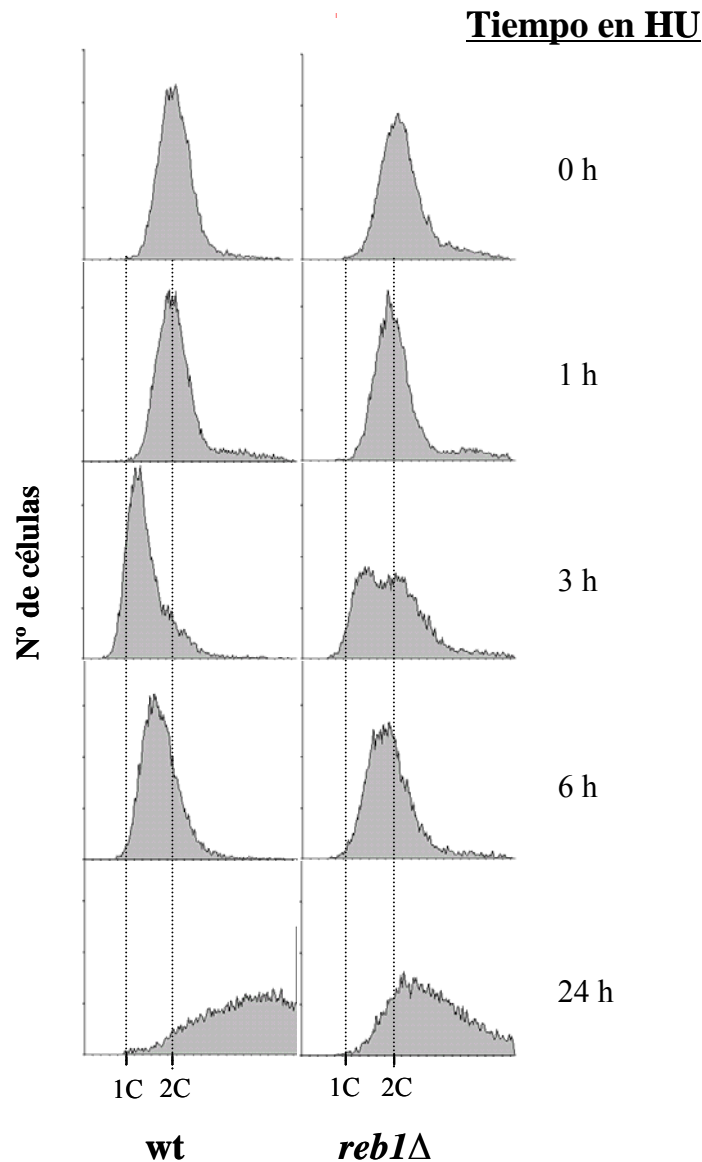 Tiempo en HU
0 h
1 h
3 h
6 h
24 h
Nº de células
1C 2C
1C 2C
wt
reb1Δ